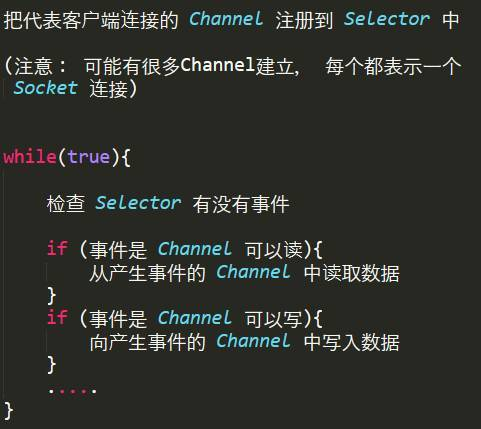 把代表客户端连接的 Channel 注册到 Selector 中
(注意： 可能有很多Channel建立， 每个都表示一个
Socket 连接)
while(true){
检查 Selector 有没有事件
if (事件是 Channel 可以读){
从产生事件的 Channel 中读取数据
}
if (事件是 Channel 可以写){
向产生事件的 Channel 中写入数据
}
.....
}